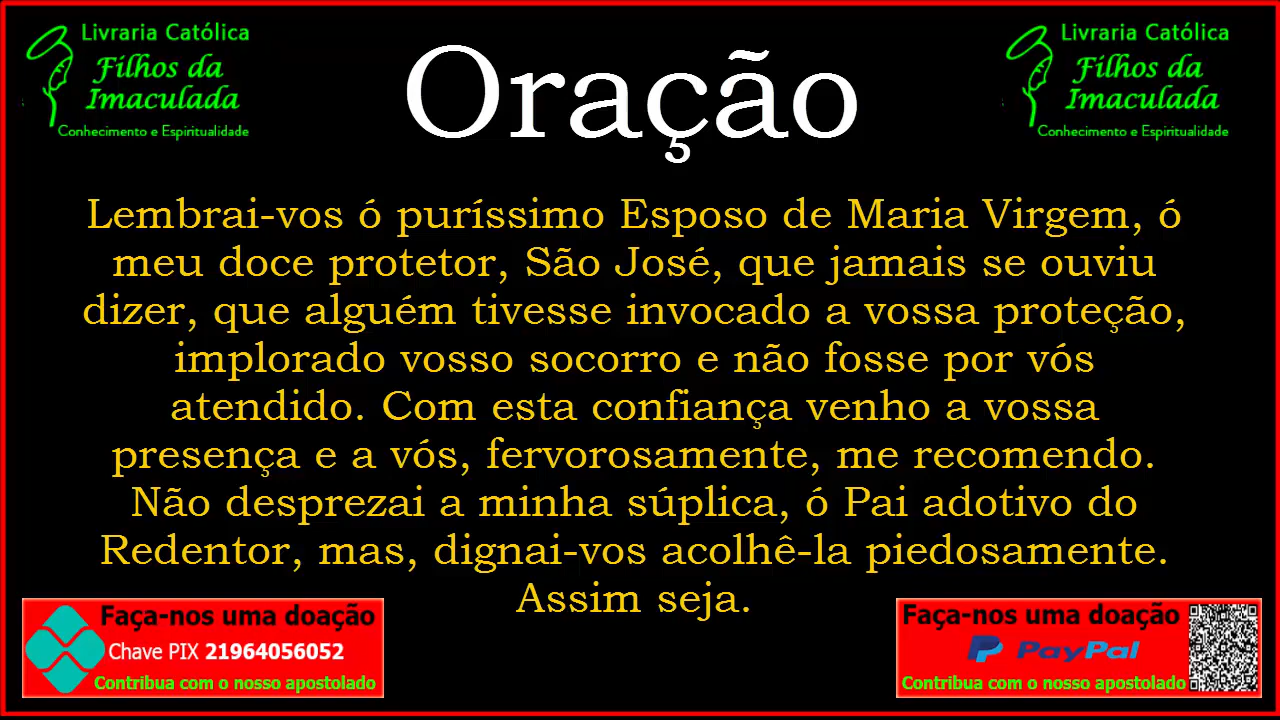 Livraria Católica
Filhos da
Imaculada
Conhecimento e Espiritualidade
Oração
Livraria Católica
Filhos da
Imaculada
Conhecimento e Espiritualidade
Lembrai-vos ó puríssimo Esposo de Maria Virgem, ó
meu doce protetor, São José, que jamais se ouviu
dizer, que alguém tivesse invocado a vossa proteção,
implorado vosso socorro e não fosse por vós
atendido. Com esta confiança venho a vossa
presença e a vós, fervorosamente, me recomendo.
Não desprezai a minha súplica, ó Pai adotivo do
Redentor, mas, dignai-vos acolhê-la piedosamente.
Assim seja.
Faça-nos uma doação
Chave PIX 21964056052
Contribua com o nosso apostolado
Faça-nos uma doação
PayPal
Contribua com o nosso apostolado